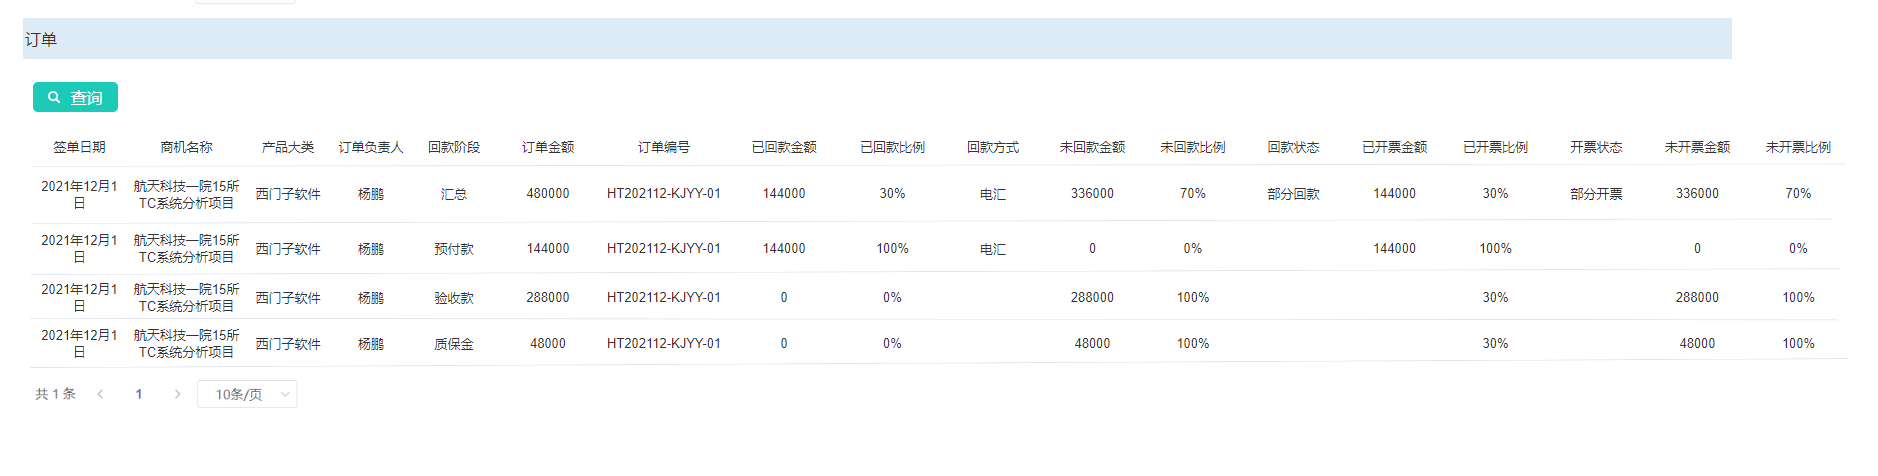 订单
查询
签单日期 商机名称 产品大类 订单负责人 回款阶段 订单金额 订单编号 已回款金额 已回款比例 回款方式 未回款金额 未回款比例 回款状态 已开票金额 已开票比例 开票状态 未开票金额 未开票比例
2021年12月1日 航天科技一院15所TC系统分析项目 西门子软件 杨鹏 汇总 480000 HT202112-KJYY-01 144000 30% 电汇 336000 70% 部分回款 144000 30% 部分开票 336000 70%
2021年12月1日 航天科技一院15所TC系统分析项目 西门子软件 杨鹏 预付款 144000 HT202112-KJYY-01 144000 100% 电汇 0 0% 144000 100% 0 0%
2021年12月1日 航天科技一院15所TC系统分析项目 西门子软件 杨鹏 验收款 288000 HT202112-KJYY-01 0 0% 288000 100% 30% 288000 100%
2021年12月1日 航天科技一院15所TC系统分析项目 西门子软件 杨鹏 质保金 48000 HT202112-KJYY-01 0 0% 48000 100% 30% 48000 100%
共 1 条 1 10条/页